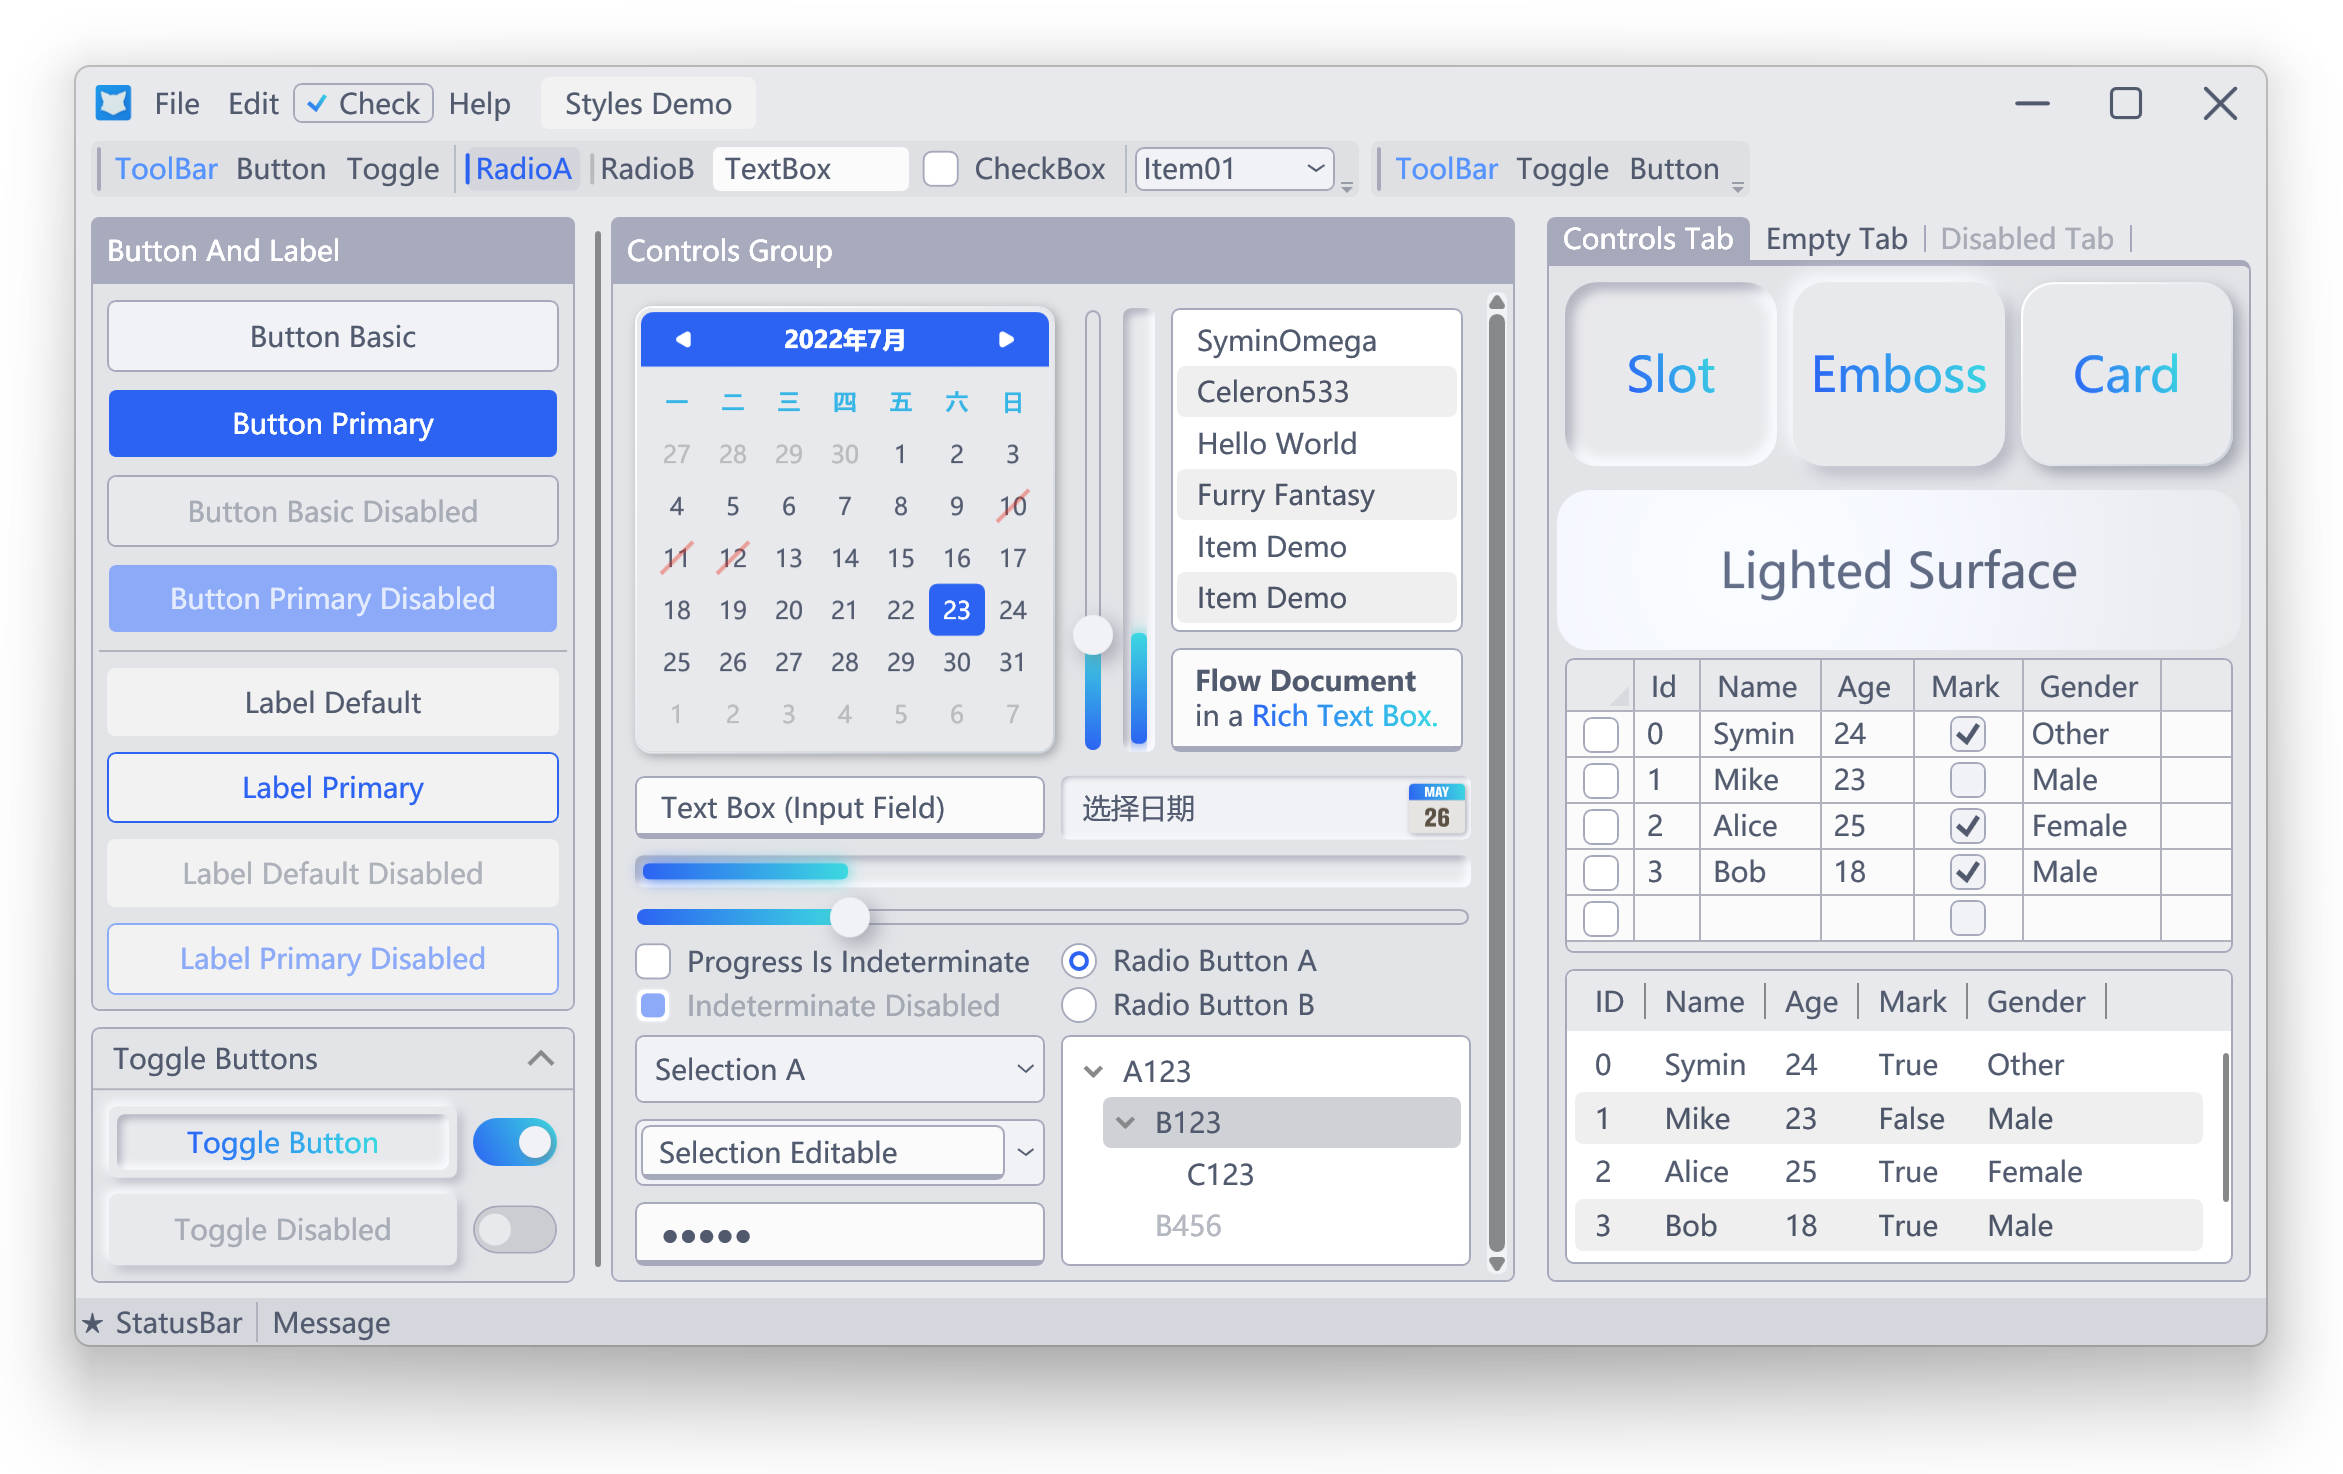 File Edit Check Help Styles Demo
ToolBar Button Toggle RadioA RadioB TextBox CheckBox Item01 ToolBar Toggle Button
Button And Label
Button Basic
Button Primary
Button Basic Disabled
Button Primary Disabled
Label Default
Label Primary
Label Default Disabled
Label Primary Disabled
Toggle Buttons
Toggle Button
Toggle Disabled
Controls Group
2022年7月
一 二 三 四 五 六 日
27 28 29 30 1 2 3
4 5 6 7 8 9 10
11 12 13 14 15 16 17
18 19 20 21 22 23 24
25 26 27 28 29 30 31
1 2 3 4 5 6 7
SyminOmega
Celeron533
Hello World
Furry Fantasy
Item Demo
Item Demo
Flow Document
in a Rich Text Box.
Text Box (Input Field)
选择日期
MAY
26
Progress Is Indeterminate
Indeterminate Disabled
Radio Button A
Radio Button B
Selection A
Selection Editable
●●●●●
A123
B123
C123
B456
Controls Tab Empty Tab Disabled Tab
Slot Emboss Card
Lighted Surface
Id Name Age Mark Gender
0 Symin 24 Other
1 Mike 23 Male
2 Alice 25 Female
3 Bob 18 Male
ID Name Age Mark Gender
0 Symin 24 True Other
1 Mike 23 False Male
2 Alice 25 True Female
3 Bob 18 True Male
★ StatusBar Message